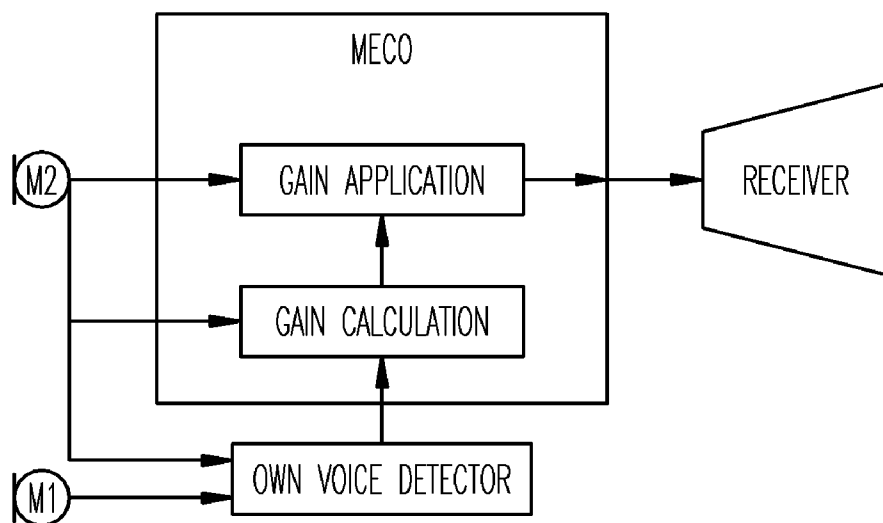 MECO
M2
GAIN APPLICATION
RECEIVER
GAIN CALCULATION
OWN VOICE DETECTOR
M1